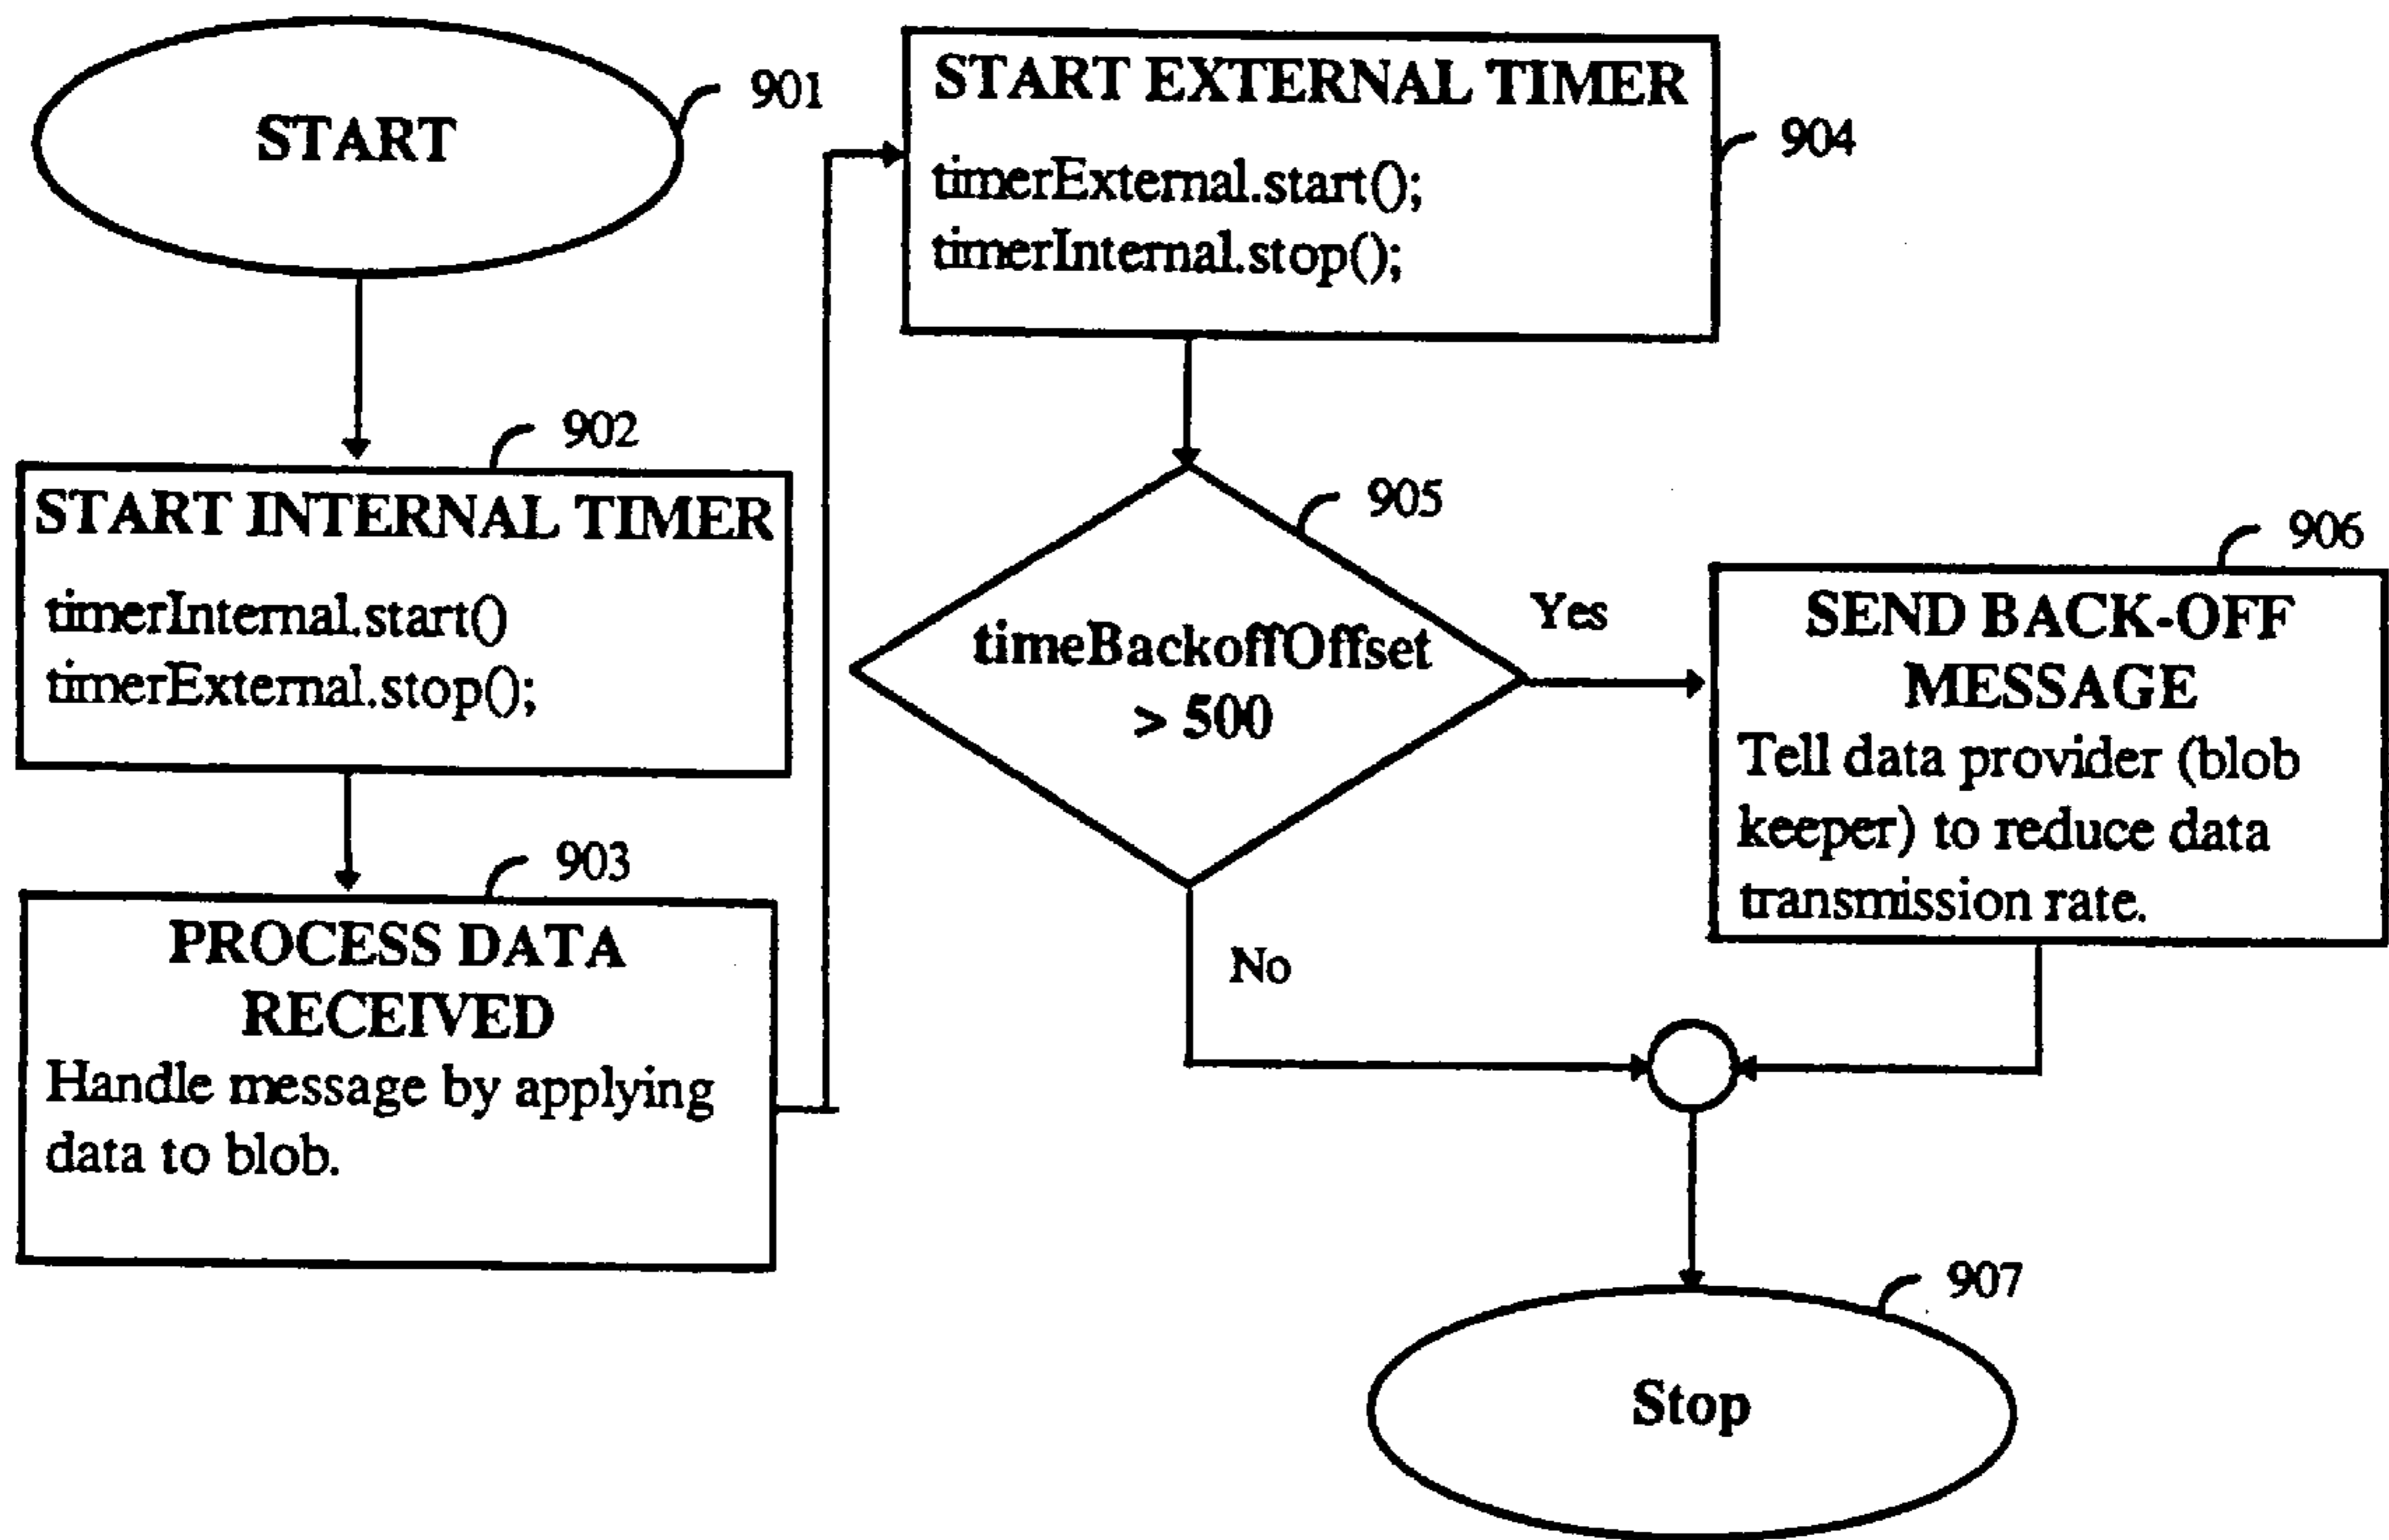 START
901
902
START INTERNAL TIMER
timerInternal.start()
timerExternal.stop();
903
PROCESS DATA
RECEIVED
Handle message by applying
data to blob.
START EXTERNAL TIMER
904
timerExternal.start();
timerInternal.stop();
905
timeBackoffOffset
> 500
Yes
No
906
SEND BACK-OFF
MESSAGE
Tell data provider (blob
keeper) to reduce data
transmission rate.
907
Stop